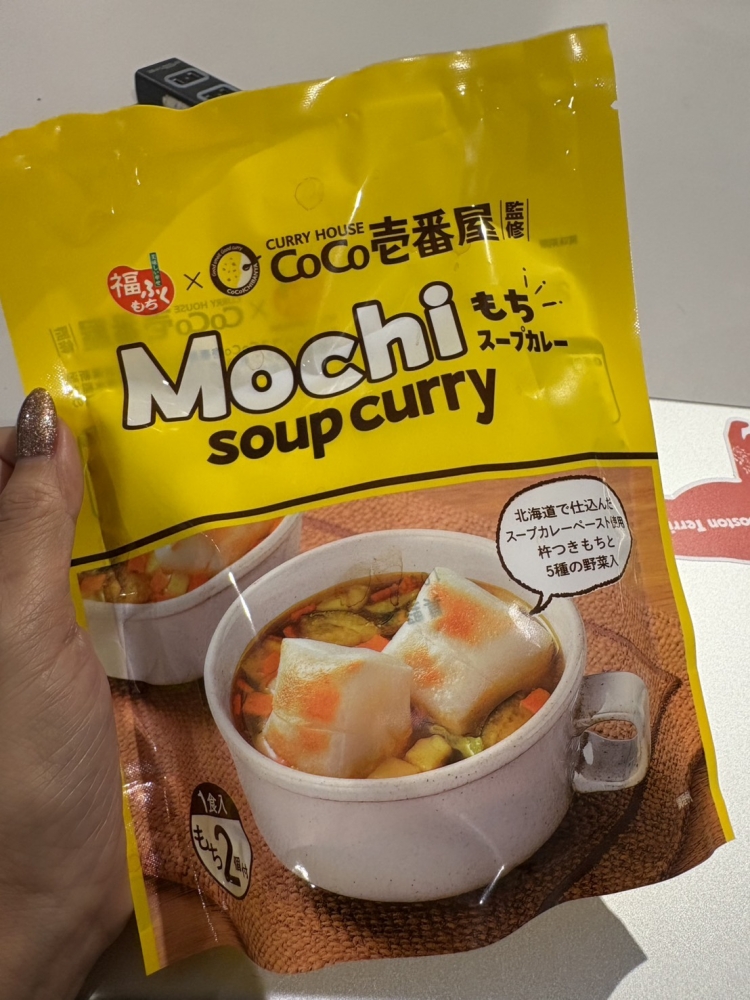 福ふく
もち
×
CURRY HOUSE
CoCo壱番屋
監修
Mochi
もち
スープカレー
soup curry
北海道で仕込んだ
スープカレーペースト使用
杵つきもちと
5種の野菜入
1食入
もち2個付
oston Terri